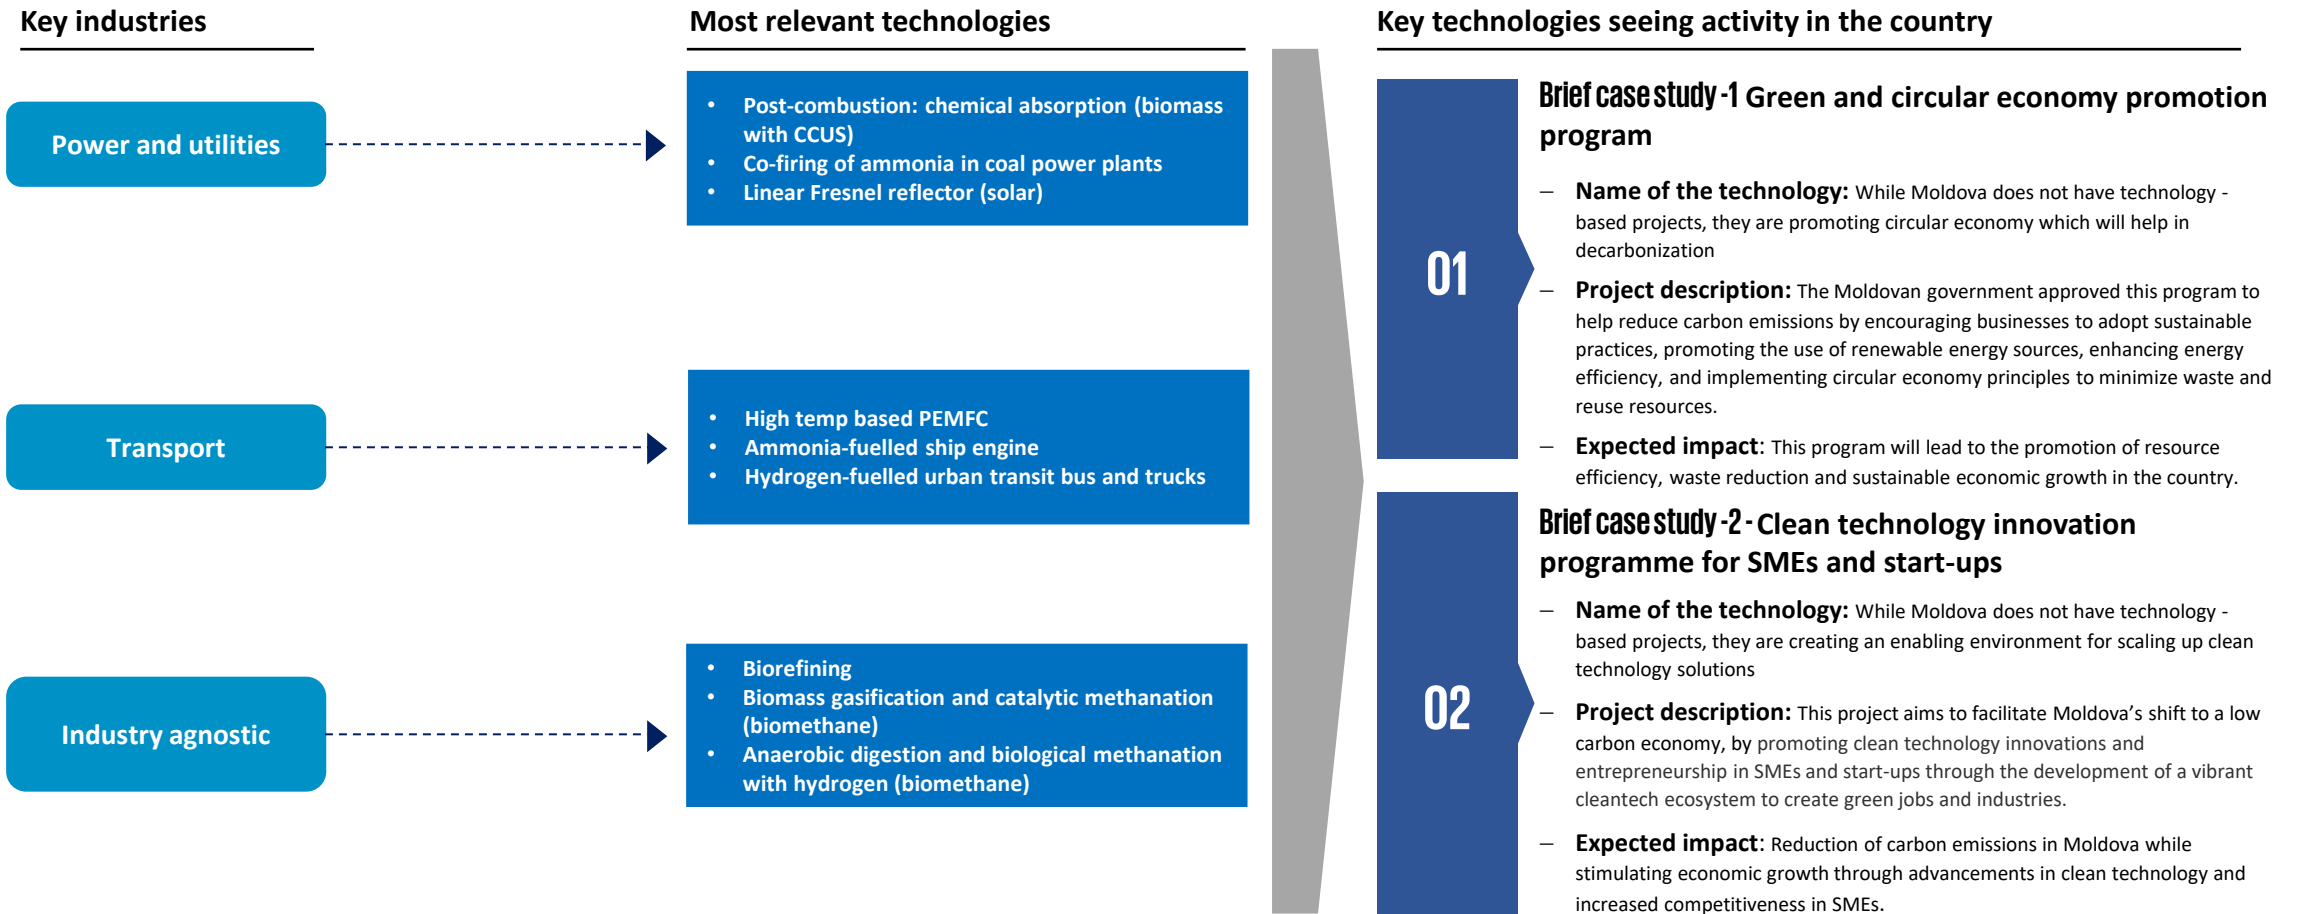 Key industries
Power and utilities
Transport
Industry agnostic
Most relevant technologies
• Post-combustion: chemical absorption (biomass
with CCUS)
• Co-firing of ammonia in coal power plants
• Linear Fresnel reflector (solar)
• High temp based PEMFC
• Ammonia-fuelled ship engine
• Hydrogen-fuelled urban transit bus and trucks
• Biorefining
• Biomass gasification and catalytic methanation
(biomethane)
• Anaerobic digestion and biological methanation
with hydrogen (biomethane)
Key technologies seeing activity in the country
01
Brief case study -1 Green and circular economy promotion
program
– Name of the technology: While Moldova does not have technology -
based projects, they are promoting circular economy which will help in
decarbonization
– Project description: The Moldovan government approved this program to
help reduce carbon emissions by encouraging businesses to adopt sustainable
practices, promoting the use of renewable energy sources, enhancing energy
efficiency, and implementing circular economy principles to minimize waste and
reuse resources.
– Expected impact: This program will lead to the promotion of resource
efficiency, waste reduction and sustainable economic growth in the country.
02
Brief case study -2 - Clean technology innovation
programme for SMEs and start-ups
– Name of the technology: While Moldova does not have technology -
based projects, they are creating an enabling environment for scaling up clean
technology solutions
– Project description: This project aims to facilitate Moldova’s shift to a low
carbon economy, by promoting clean technology innovations and
entrepreneurship in SMEs and start-ups through the development of a vibrant
cleantech ecosystem to create green jobs and industries.
– Expected impact: Reduction of carbon emissions in Moldova while
stimulating economic growth through advancements in clean technology and
increased competitiveness in SMEs.